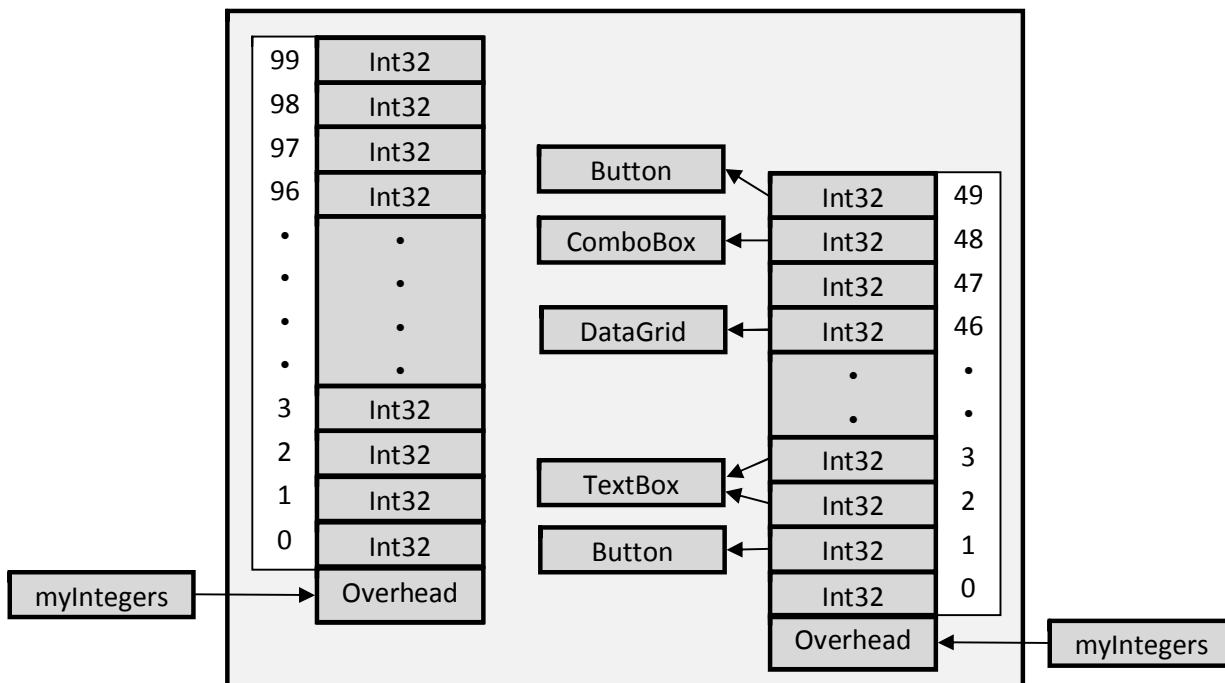 99 Int32
98 Int32
97 Int32
96 Int32
3 Int32
2 Int32
1 Int32
0 Int32
Overhead
myIntegers
Button
ComboBox
DataGrid
TextBox
Button
Int32 49
Int32 48
Int32 47
Int32 46
Int32 3
Int32 2
Int32 1
Int32 0
Overhead
myIntegers